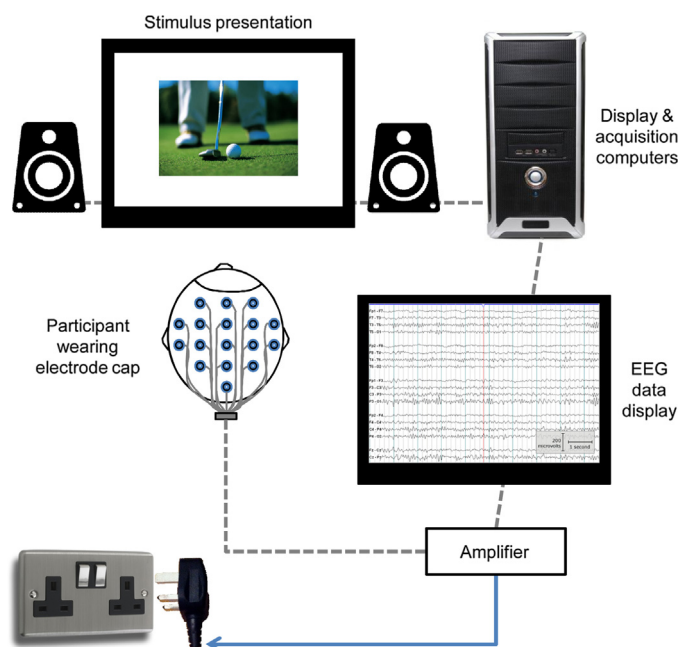 Stimulus presentation
Display &
acquisition
computers
Participant
wearing
electrode cap
EEG
data
display
200
microvolts
1 second
Amplifier